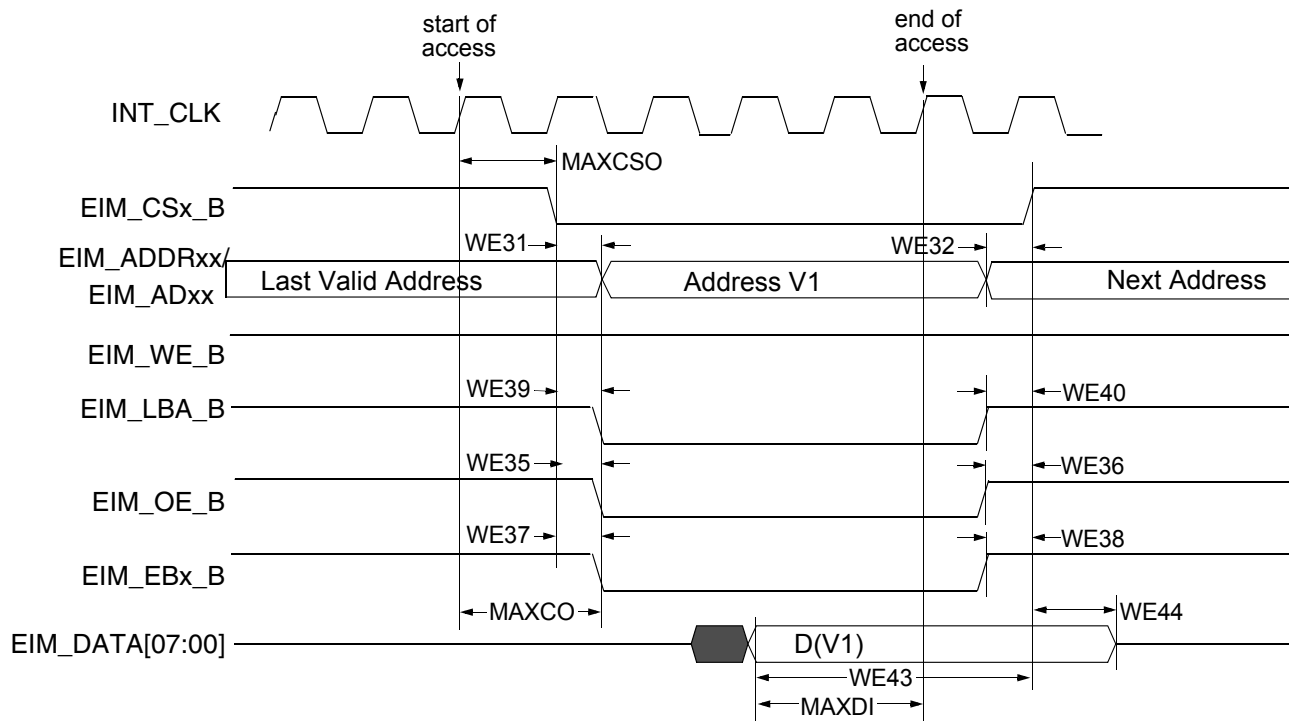 start of
access
end of
access
INT_CLK
MAXCSO
EIM_CSx_B
WE31
WE32
EIM_ADDRxx/
EIM_ADxx
Last Valid Address
Address V1
Next Address
EIM_WE_B
WE39
WE40
EIM_LBA_B
WE35
WE36
EIM_OE_B
WE37
WE38
EIM_EBx_B
MAXCO
WE44
EIM_DATA[07:00]
D(V1)
WE43
MAXDI